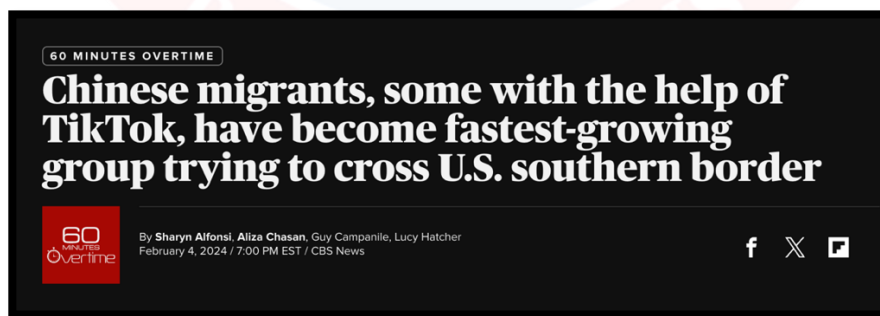 60 MINUTES OVERTIME
Chinese migrants, some with the help of
TikTok, have become fastest-growing
group trying to cross U.S. southern border
60
MINUTES
Overtime
By Sharyn Alfonsi, Aliza Chasan, Guy Campanile, Lucy Hatcher
February 4, 2024 / 7:00 PM EST / CBS News